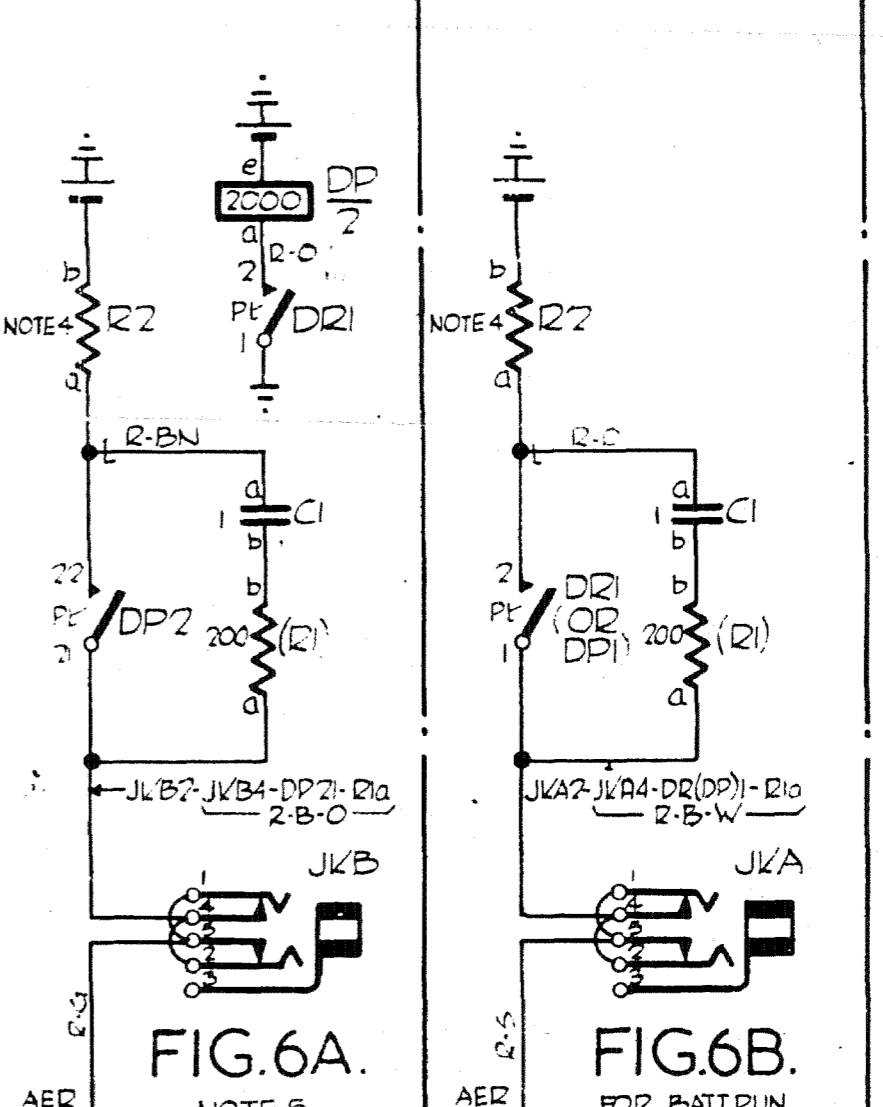 e
2000
DP
2
a
R-O
2
Pt
DR1
1
b
NOTE 4
R2
a
R-BN
a
1
C1
b
22
Pt
DP2
21
b
200
(R1)
a
JKB2-JKB4-DP21-R1a
R-B-O
JKB
1
4
5
2
3
R-G
FIG.6A.
AER
b
NOTE 4
R2
a
a
1
C1
b
2
Pt
DR1
(OR
DP1)
1
b
200
(R1)
a
JKA2-JKA4-DR(DP)1-R1a
R-B-W
JKA
1
4
5
2
3
R-S
FIG.6B.
AER
FOR BATT RUN